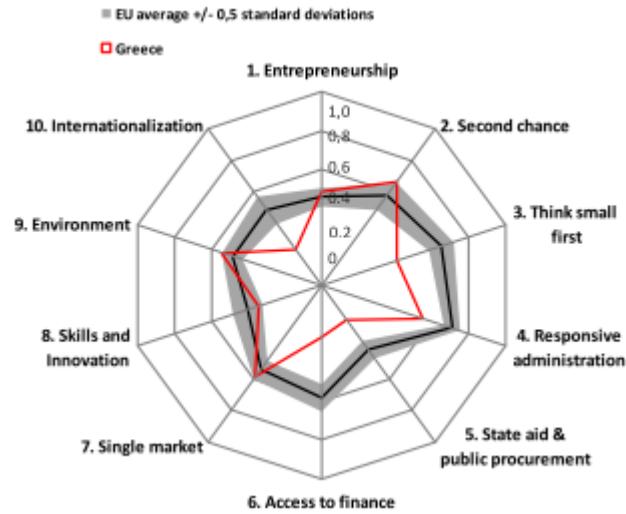 EU average +/- 0,5 standard deviations
Greece
1. Entrepreneurship
10. Internationalization
2. Second chance
9. Environment
3. Think small
first
8. Skills and
Innovation
4. Responsive
administration
7. Single market
5. State aid &
public procurement
6. Access to finance
1,0
0,8
0,6
0.4
0.2
0